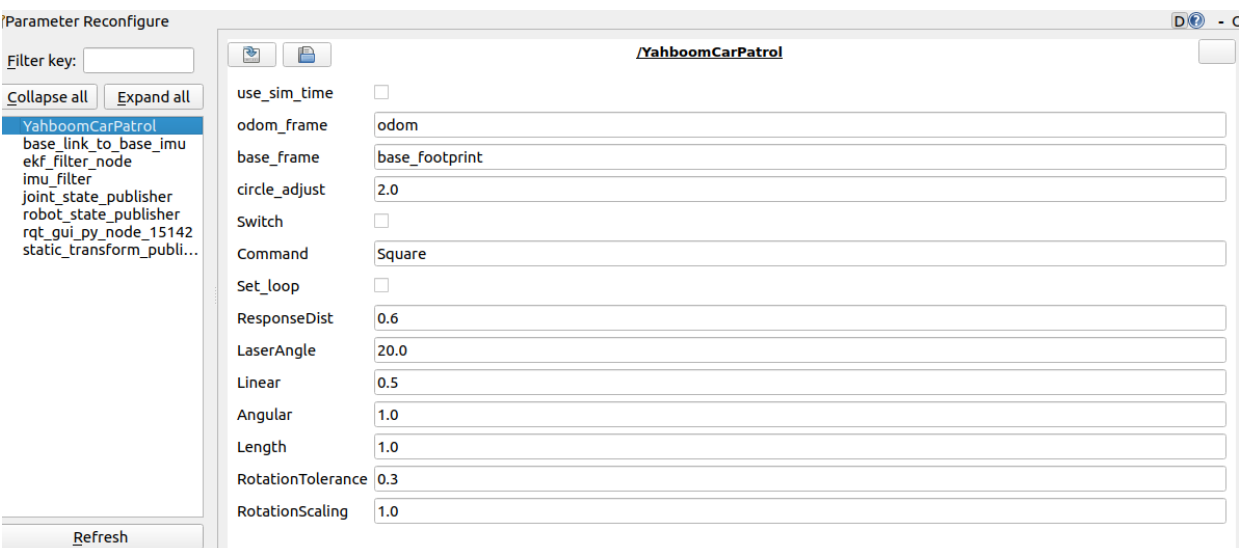 Parameter Reconfigure
D
- 
Filter key:
Collapse all Expand all
YahboomCarPatrol
base_link_to_base_imu
ekf_filter_node
imu_filter
joint_state_publisher
robot_state_publisher
rqt_gui_py_node_15142
static_transform_publi...
Refresh
/YahboomCarPatrol
use_sim_time
odom_frame odom
base_frame base_footprint
circle_adjust 2.0
Switch
Command Square
Set_loop
ResponseDist 0.6
LaserAngle 20.0
Linear 0.5
Angular 1.0
Length 1.0
RotationTolerance 0.3
RotationScaling 1.0